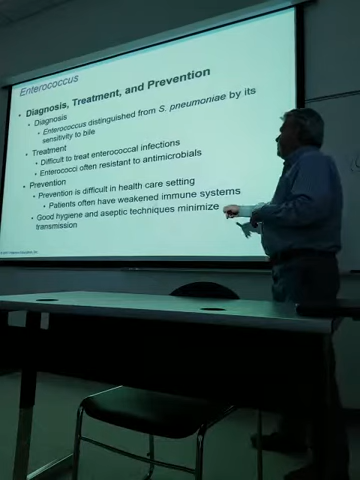 Enterococcus
• Diagnosis, Treatment, and Prevention
• Diagnosis
• Enterococcus distinguished from S. pneumoniae by its
sensitivity to bile
• Treatment
• Difficult to treat enterococcal infections
• Enterococci often resistant to antimicrobials
• Prevention
• Prevention is difficult in health care setting
• Patients often have weakened immune systems
• Good hygiene and aseptic techniques minimize
transmission